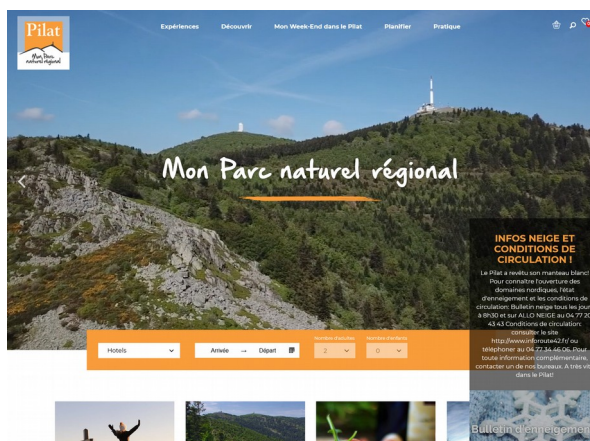 Pilat
Mon Parc
naturel régional
Expériences Découvrir Mon Week-End dans le Pilat Planifier Pratique
Mon Parc naturel régional
INFOS NEIGE ET
CONDITIONS DE
CIRCULATION !
Le Pilat a revêtu son manteau blanc!
Pour connaître l'ouverture des
domaines nordiques, l'état
d'enneigement et les conditions de
circulation: Bulletin neige tous les jours
à 8h30 et sur ALLO NEIGE au 04 77 20
43 43 Conditions de circulation:
consulter le site
http://www.inforoute42.fr/ ou
téléphoner au 04 77 34 46 06. Pour
toute information complémentaire,
contacter un de nos bureaux. A très vite
dans le Pilat!
Nombre d'adultes Nombre d'enfants
Hotels Arrivée → Départ 2 0
Bulletin d'enneigement